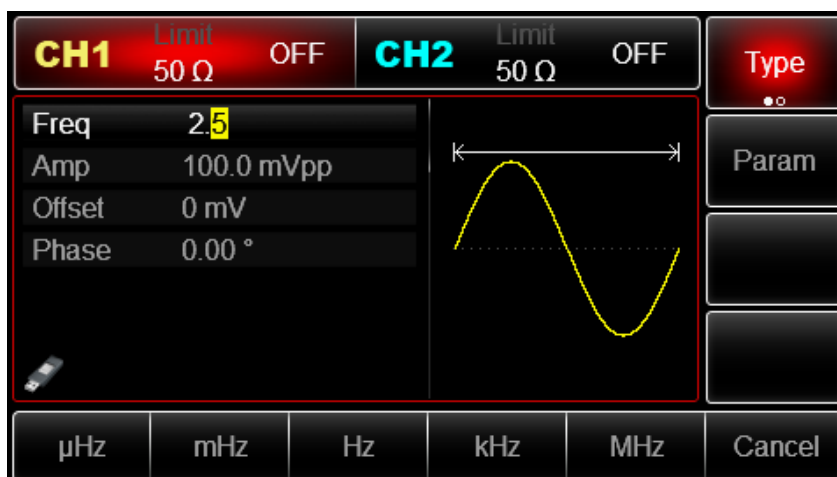 CH1 Limit 50 Ω OFF
CH2 Limit 50 Ω OFF
Type
Freq 2.5
Amp 100.0 mVpp
Offset 0 mV
Phase 0.00 °
Param
µHz mHz Hz kHz MHz Cancel